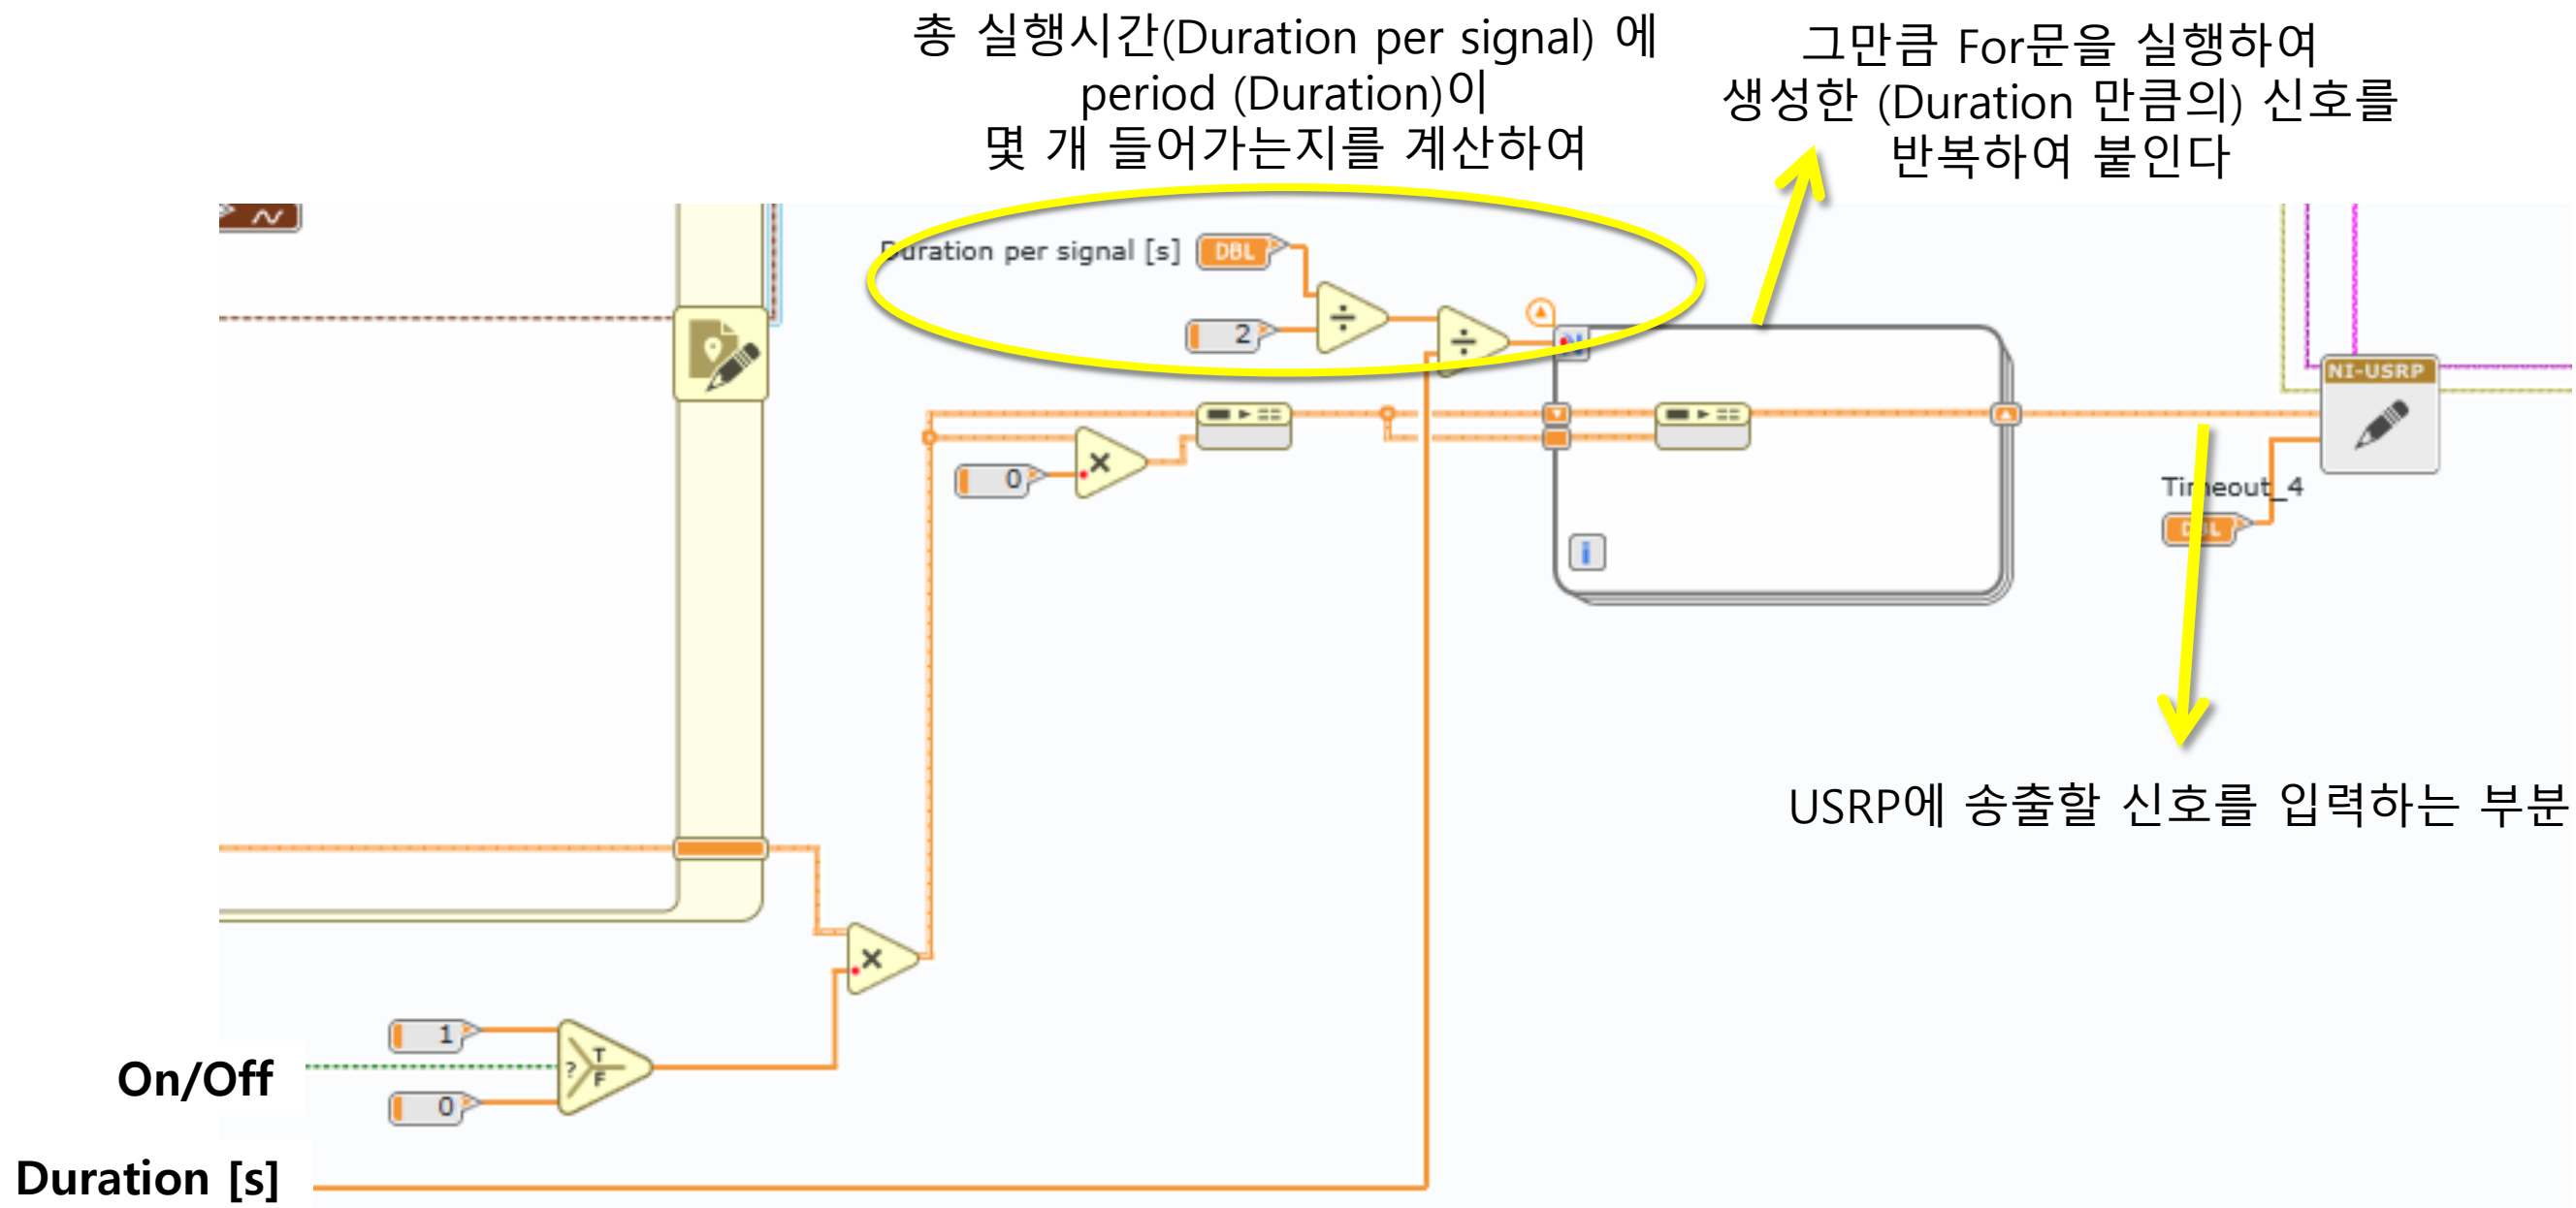 총 실행시간(Duration per signal) 에
period (Duration)이
몇 개 들어가는지를 계산하여
그만큼 For문을 실행하여
생성한 (Duration 만큼의) 신호를
반복하여 붙인다
Duration per signal [s]
DBL
2
N
NI-USRP
0
Timeout_4
DBL
i
USRP에 송출할 신호를 입력하는 부분
1
T
On/Off
?
F
0
Duration [s]